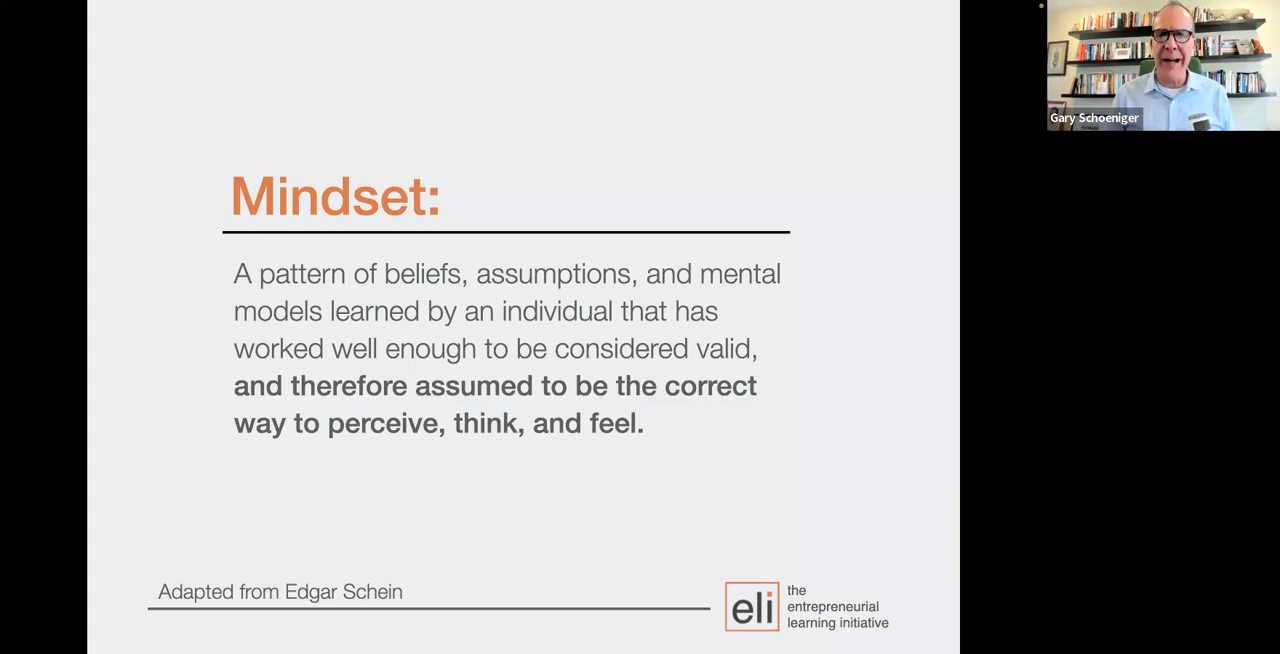 Gary Schoeniger
Mindset:
A pattern of beliefs, assumptions, and mental
models learned by an individual that has
worked well enough to be considered valid,
and therefore assumed to be the correct
way to perceive, think, and feel.
Adapted from Edgar Schein
eli
the
entrepreneurial
learning initiative